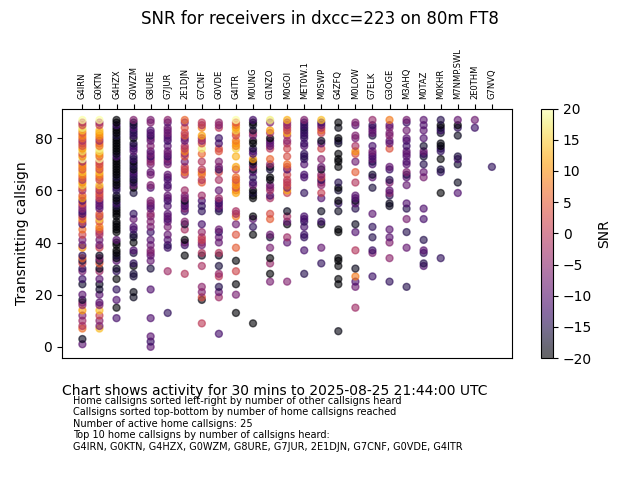 SNR for receivers in dxcc=223 on 80m FT8
G4IRN G0KTN G4HZX G0WZM G8URE G7JUR 2E1DJN G7CNF G0VDE G4ITR M0UNG G1NZO M0GOI MET0W.1 M0SWP G4ZFQ M0LOW G7ELK G3OGE M3AHQ M0TAZ M0KHR M7NMP.SWL 2E0THM G7NVQ
Transmitting callsign
80
60
40
20
0
20
15
10
5
0
−5
−10
−15
−20
SNR
Chart shows activity for 30 mins to 2025-08-25 21:44:00 UTC
Home callsigns sorted left-right by number of other callsigns heard
Callsigns sorted top-bottom by number of home callsigns reached
Number of active home callsigns: 25
Top 10 home callsigns by number of callsigns heard:
G4IRN, G0KTN, G4HZX, G0WZM, G8URE, G7JUR, 2E1DJN, G7CNF, G0VDE, G4ITR